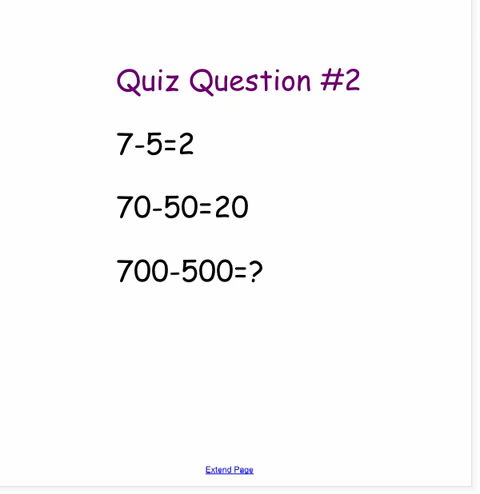 Quiz Question #2
7-5=2
70-50=20
700-500=?
Extend Page